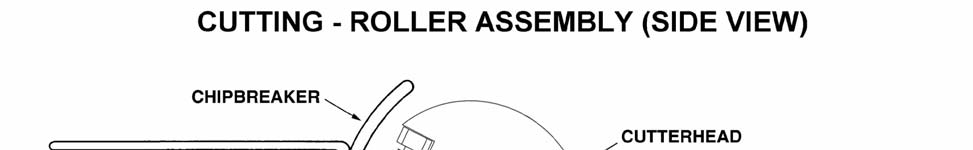 CUTTING - ROLLER ASSEMBLY (SIDE VIEW)
CHIPBREAKER
CUTTERHEAD